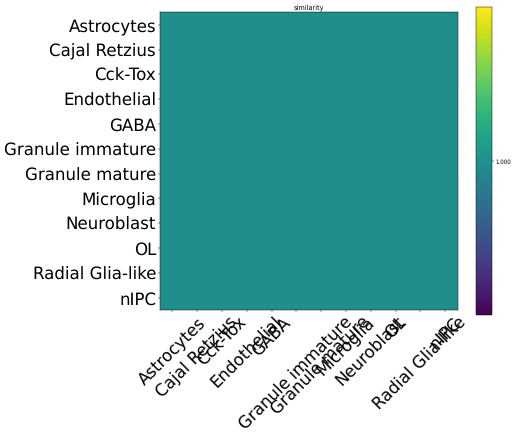 similarity
Astrocytes
Cajal Retzius
Cck-Tox
Endothelial
GABA
Granule immature
Granule mature
Microglia
Neuroblast
OL
Radial Glia-like
nIPC
1.000
Astrocytes
Cajal Retzius
Cck-Tox
Endothelial
GABA
Granule immature
Granule mature
Microglia
Neuroblast
OL
Radial Glia-like
nIPC